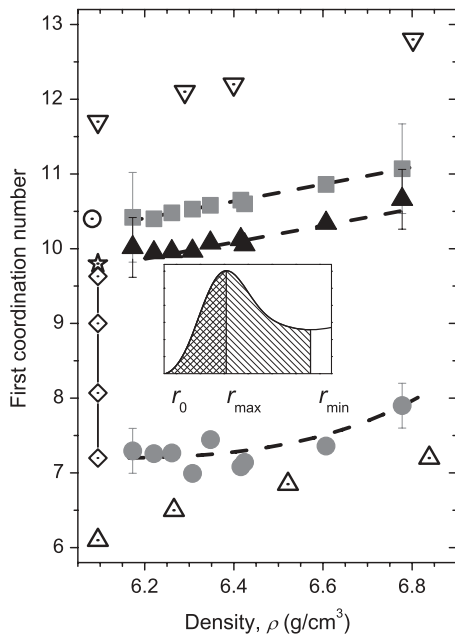 13
12
11
10
9
8
7
6
First coordination number
r0
rmax
rmin
6.2
6.4
6.6
6.8
Density, ρ (g/cm³)